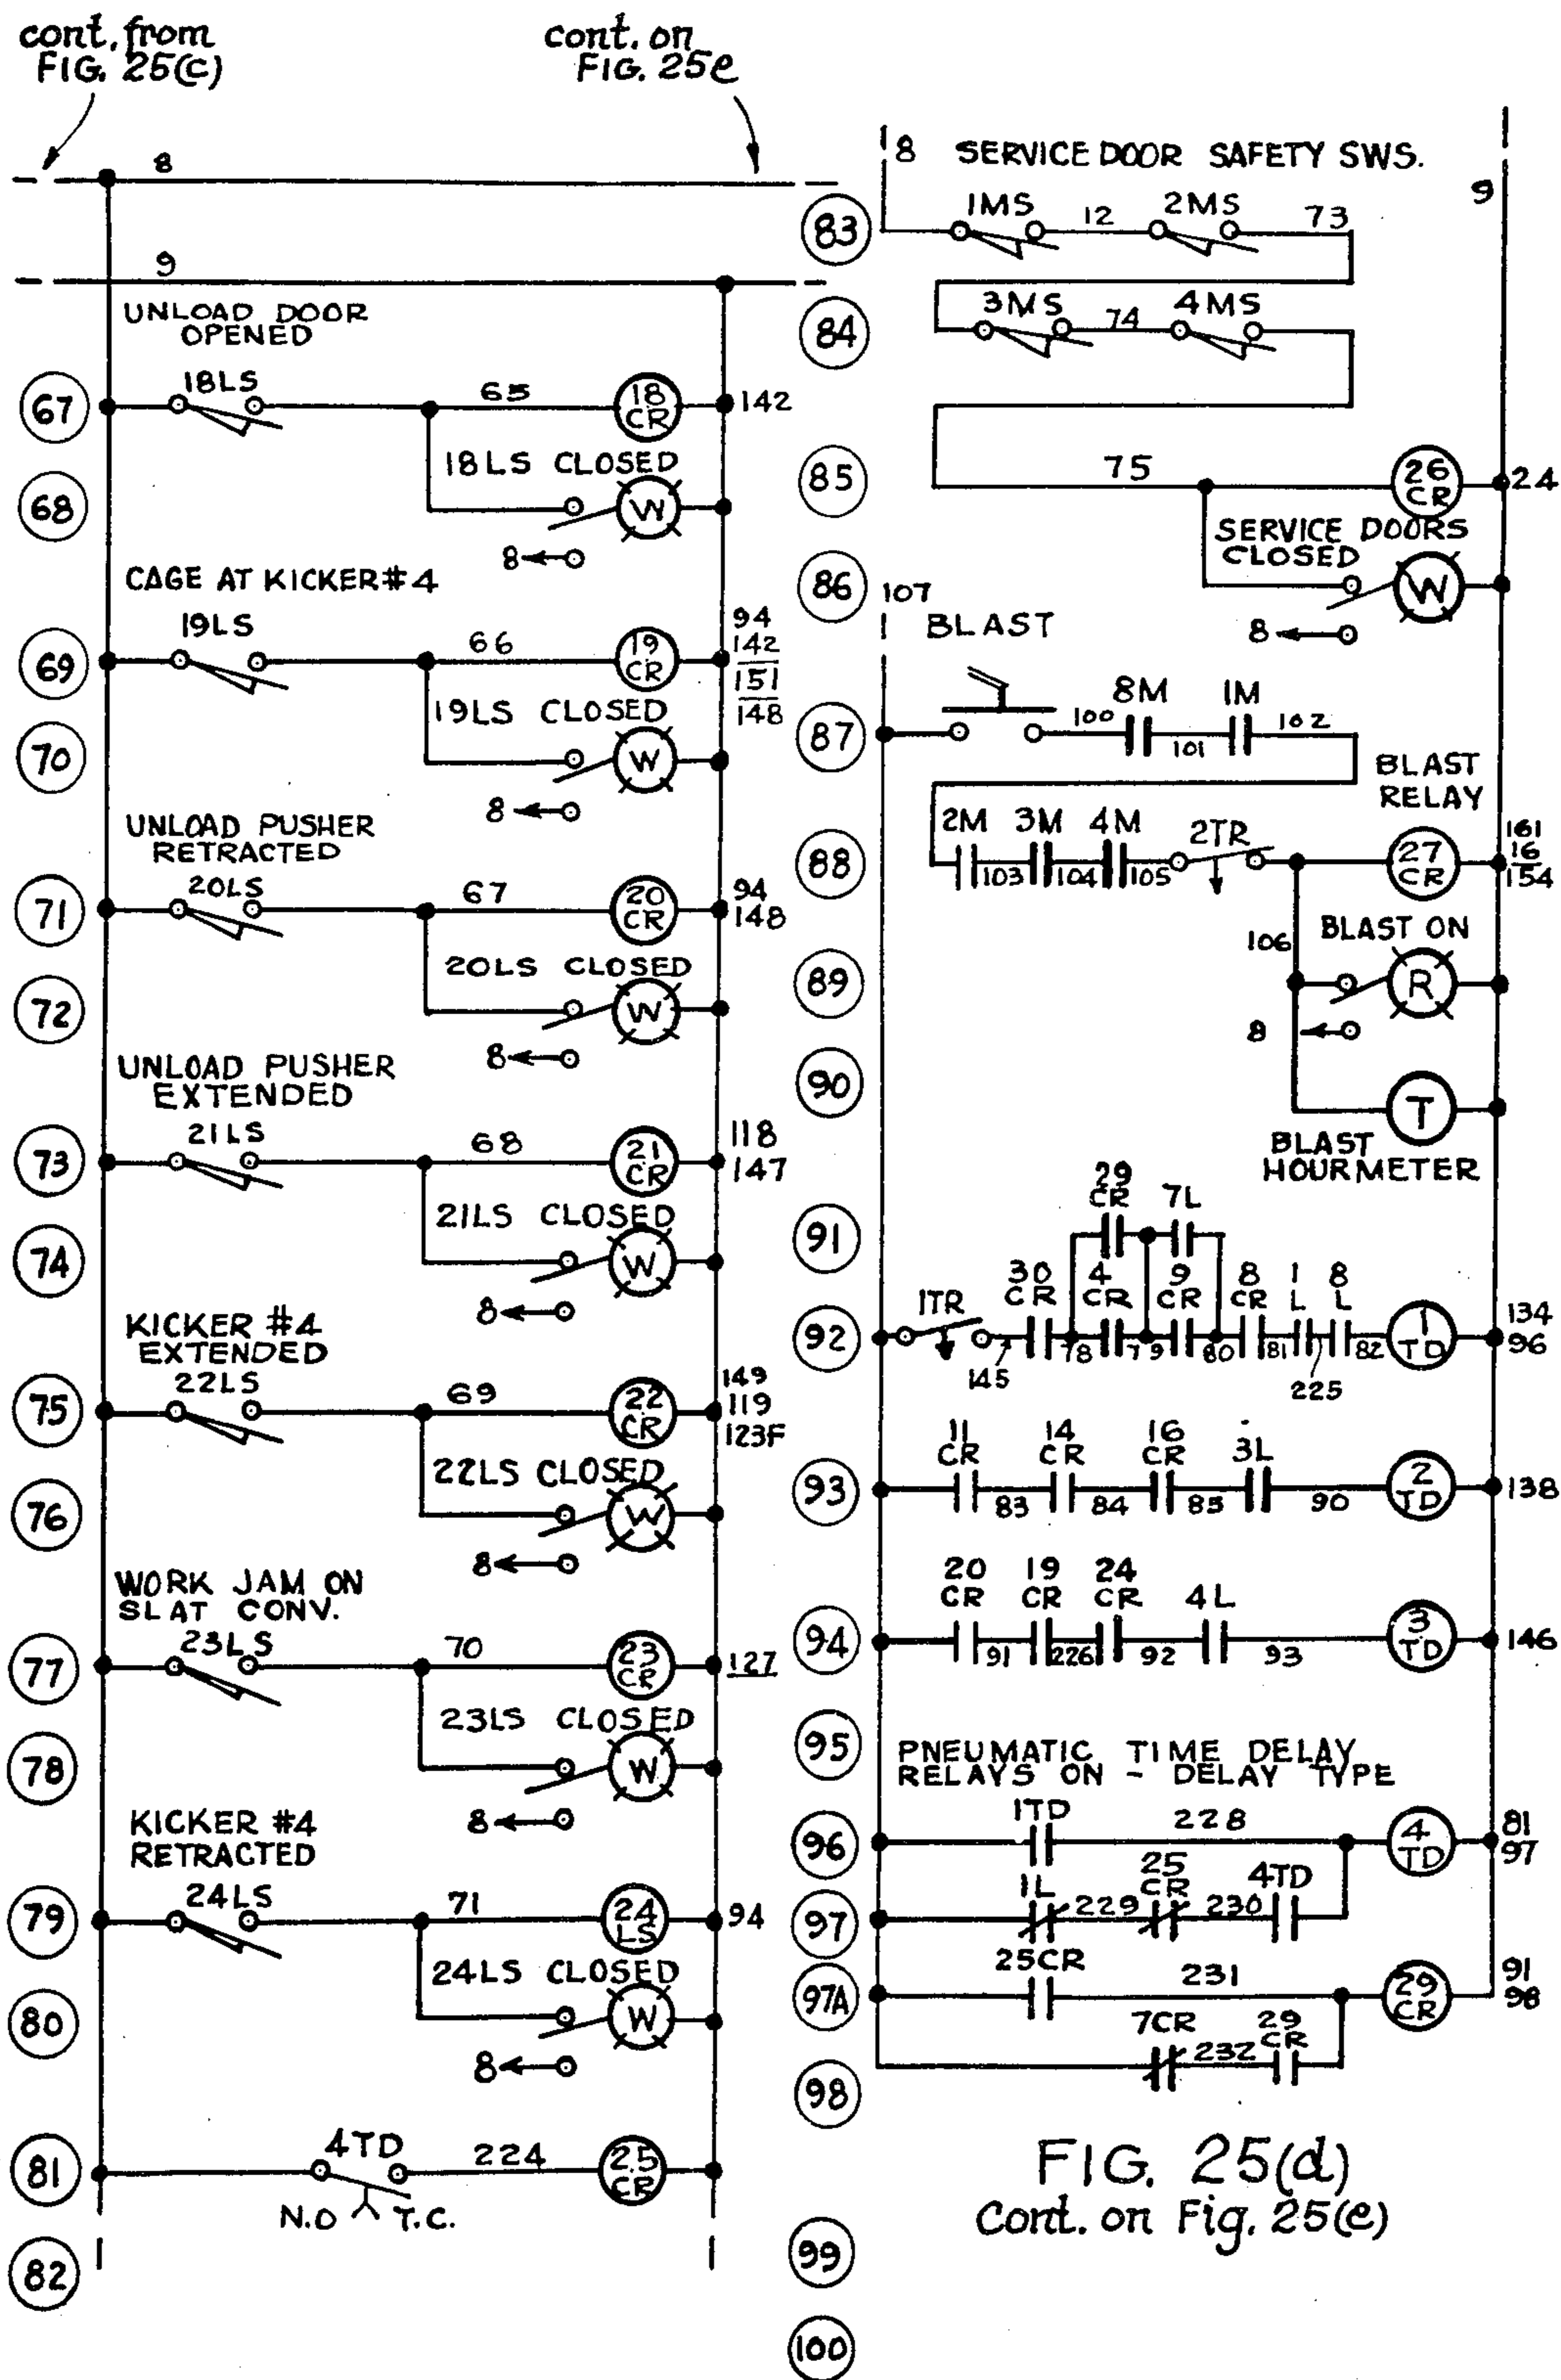 cont. from
FIG. 25(c)
cont. on
FIG. 25e
8
9
UNLOAD DOOR
OPENED
67
18LS
65
18
CR
142
68
18LS CLOSED
W
8
CAGE AT KICKER #4
69
19LS
66
19
CR
94
142
151
148
70
19LS CLOSED
W
8
UNLOAD PUSHER
RETRACTED
71
20LS
67
20
CR
94
148
72
20LS CLOSED
W
8
UNLOAD PUSHER
EXTENDED
73
21LS
68
21
CR
118
147
74
21LS CLOSED
W
8
KICKER #4
EXTENDED
75
22LS
69
22
CR
149
119
123F
76
22LS CLOSED
W
8
WORK JAM ON
SLAT CONV.
77
23LS
70
23
CR
127
78
23LS CLOSED
W
8
KICKER #4
RETRACTED
79
24LS
71
24
LS
94
80
24LS CLOSED
W
8
81
4TD
224
25
CR
N.O T.C.
82
8 SERVICE DOOR SAFETY SWS.
9
83
1MS 12 2MS 73
84
3MS 74 4MS
85
75
26
CR
24
SERVICE DOORS
CLOSED
86
W
8
107
BLAST
87
100 8M 101 1M 102
BLAST
RELAY
88
2M 103 3M 104 4M 105 2TR
27
CR
161
16
154
106
BLAST ON
89
R
8
90
T
BLAST
HOURMETER
91
29
CR
7L
92
1TR 145
30
CR
78
4
CR
79
9
CR
80
8
CR
81
1
L
225
8
L
82
1
TD
134
96
93
11
CR
83
14
CR
84
16
CR
85
3L
90
2
TD
138
94
20
CR
91
19
CR
226
24
CR
92
4L
93
3
TD
146
95
PNEUMATIC TIME DELAY
RELAYS ON - DELAY TYPE
96
1TD 228
4
TD
81
97
97
1L 229
25
CR
230 4TD
97A
25CR 231
29
CR
91
98
98
7CR 232
29
CR
99
100
FIG. 25(d)
Cont. on Fig. 25(e)